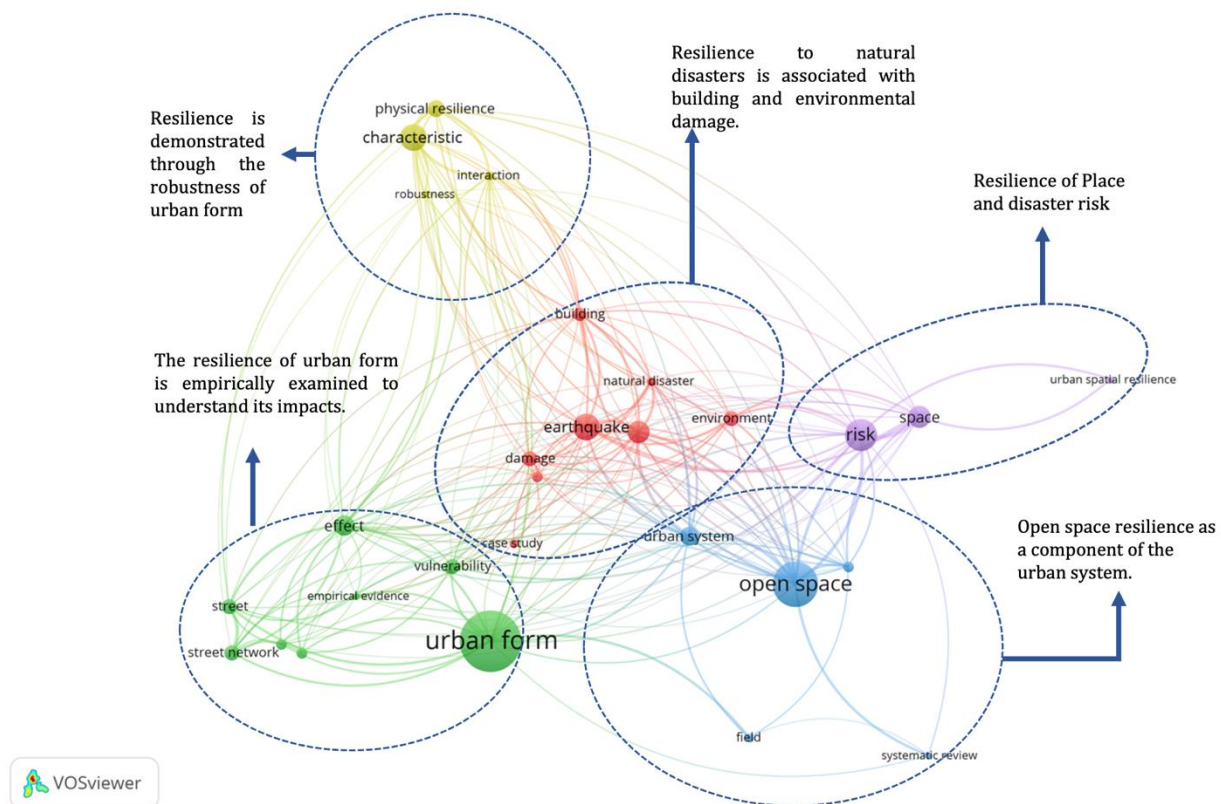 Resilience to natural
disasters is associated with
building and environmental
damage.
Resilience is
demonstrated
through the
robustness of
urban form
physical resilience
characteristic
interaction
robustness
Resilience of Place
and disaster risk
building
The resilience of urban form
is empirically examined to
understand its impacts.
natural disaster
urban spatial resilience
environment
space
earthquake
risk
damage
effect
urban system
case study
Open space resilience as
a component of the
urban system.
vulnerability
open space
empirical evidence
street
urban form
street network
field
systematic review
VOSviewer